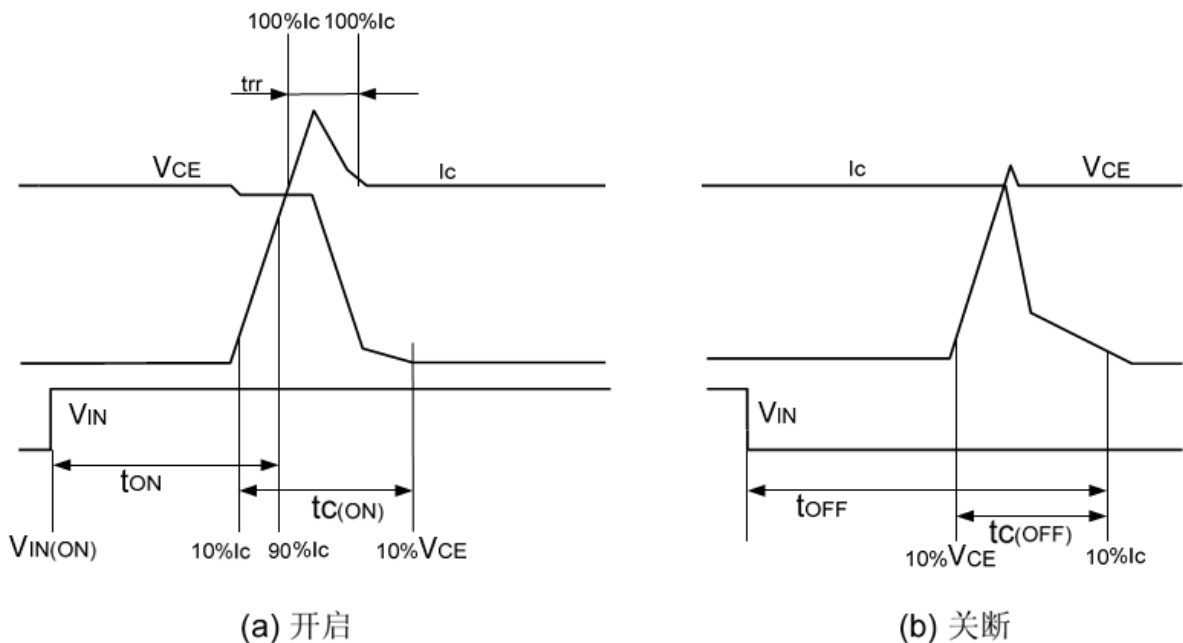 100%Ic 100%Ic
trr
VCE
Ic
VIN
tON
tC(ON)
VIN(ON)
10%Ic
90%Ic
10%VCE
(a) 开启
Ic
VCE
VIN
tOFF
tC(OFF)
10%VCE
10%Ic
(b) 关断